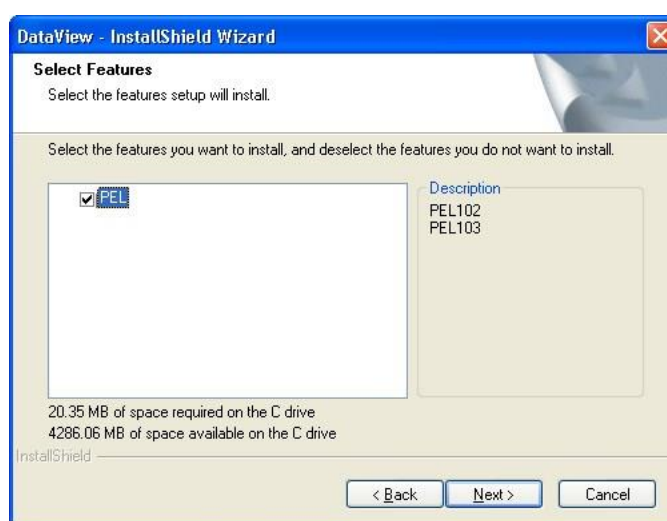 DataView - InstallShield Wizard
Select Features
Select the features setup will install.
Select the features you want to install, and deselect the features you do not want to install.
PEL
Description
PEL102
PEL103
20.35 MB of space required on the C drive
4286.06 MB of space available on the C drive
InstallShield
< Back
Next >
Cancel